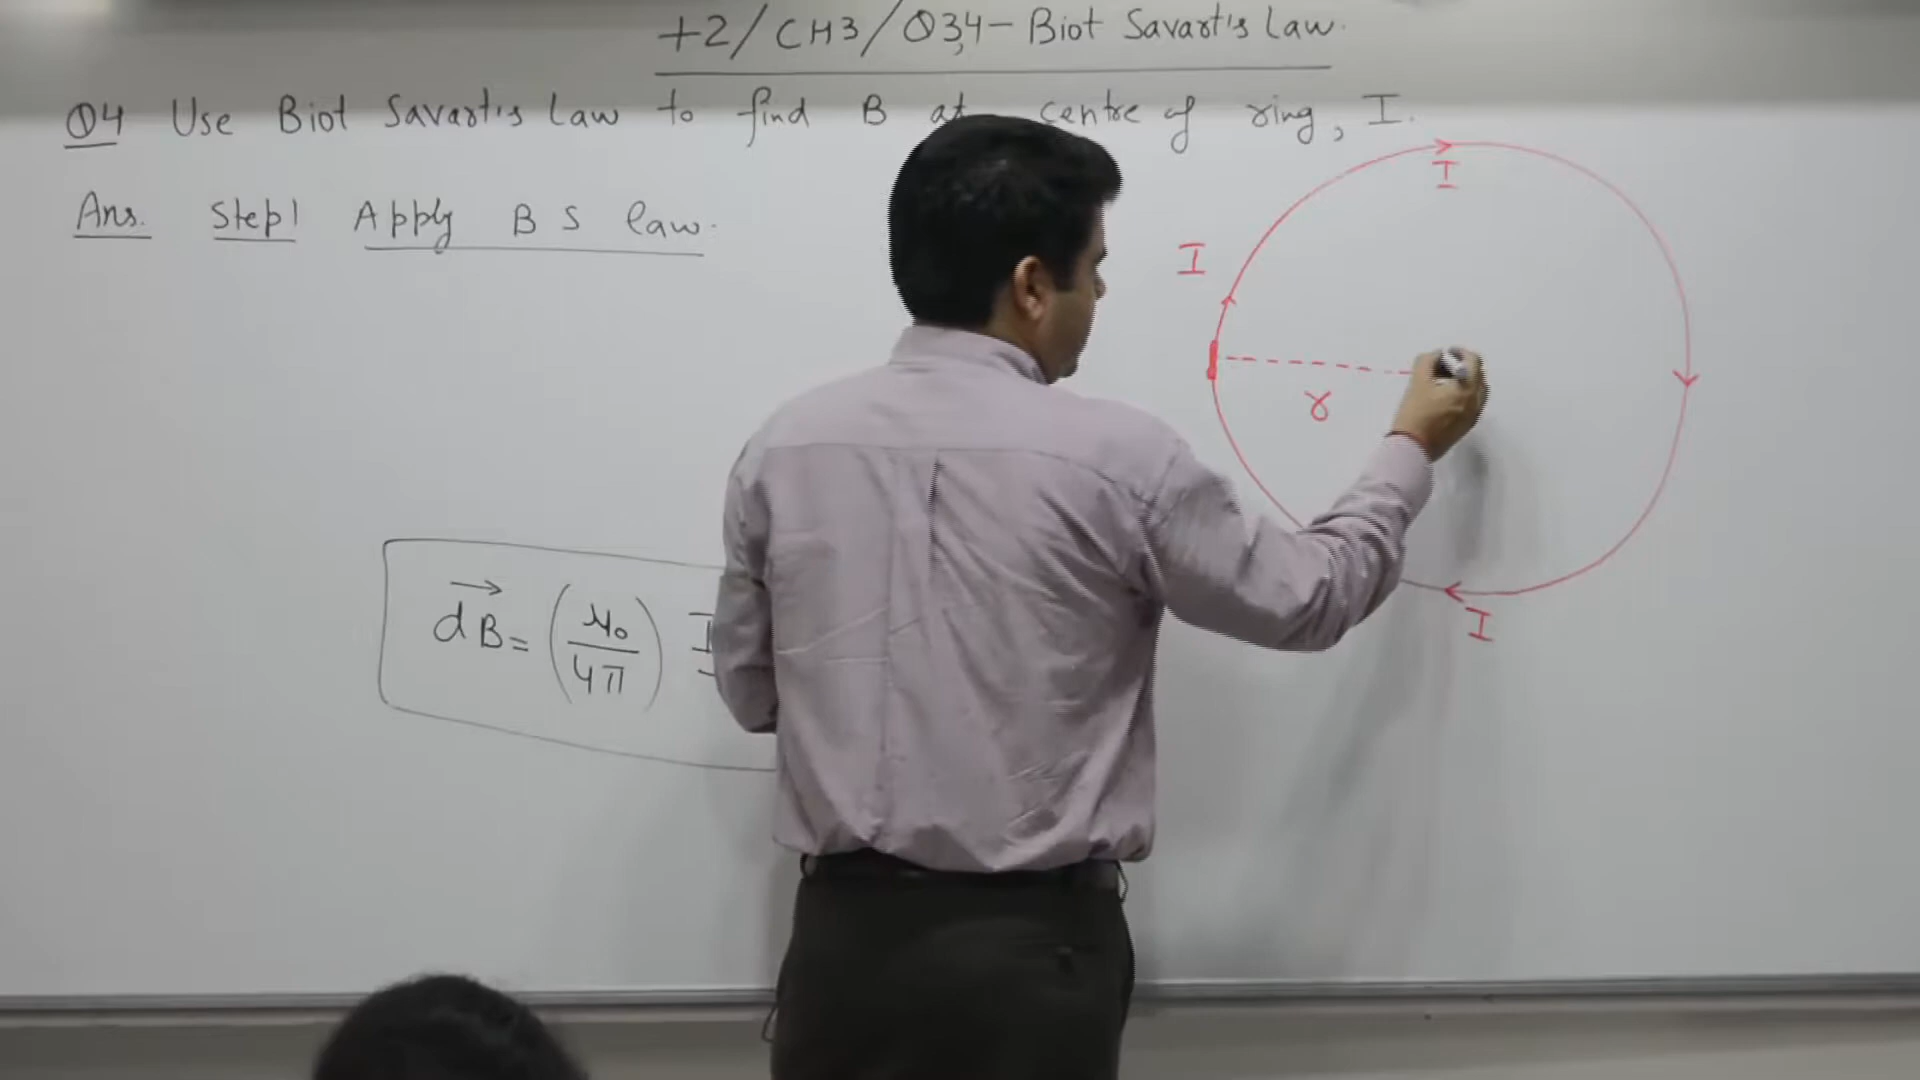 +2/CH3/Q3,4- Biot Savart's Law.
Q4 Use Biot Savart's Law to find B at centre of ring, I.
Ans. Step1 Apply B S law.
I
I
r
I
dB = (μ₀/4π) I